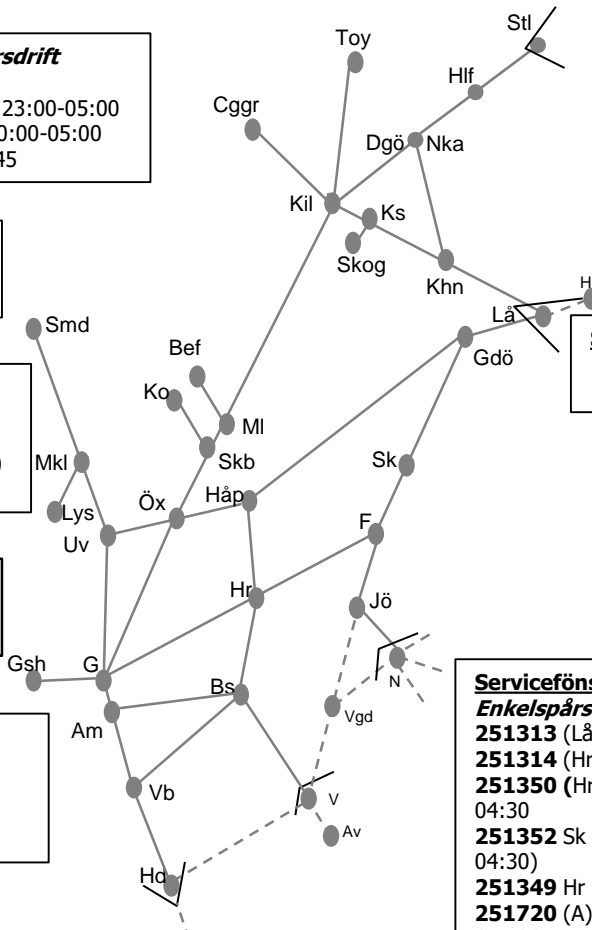 rsdrift
23:00-05:00
0:00-05:00
45
Stl
Toy
Hlf
Cggr
Dgö Nka
Kil
Ks
Skog
Khn
H
Lå
Smd
Gdö
Bef
Ko
Ml
Skb
Sk
Mkl
Öx
Håp
Lys
F
Uv
Hr
Jö
Gsh
G
N
Bs
Am
Vgd
Vb
V
Av
Hd
Serviceföns
Enkelspårs
251313 (Lå
251314 (Hr
251350 (Hr
04:30
251352 Sk
04:30)
251349 Hr
251720 (A)